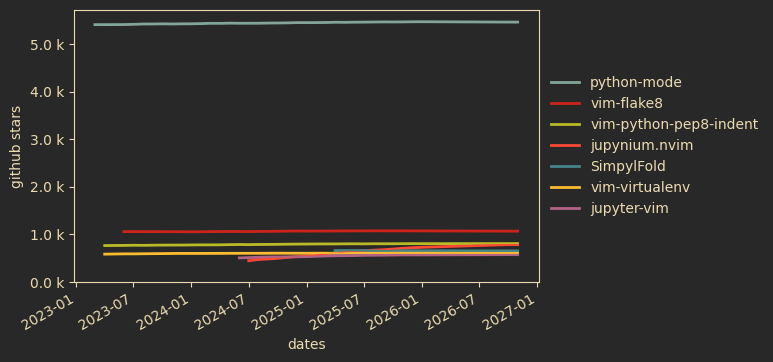 5.0 k
4.0 k
3.0 k
2.0 k
1.0 k
0.0 k
github stars
2023-01
2023-07
2024-01
2024-07
2025-01
2025-07
2026-01
2026-07
2027-01
dates
python-mode
vim-flake8
vim-python-pep8-indent
jupynium.nvim
SimpylFold
vim-virtualenv
jupyter-vim